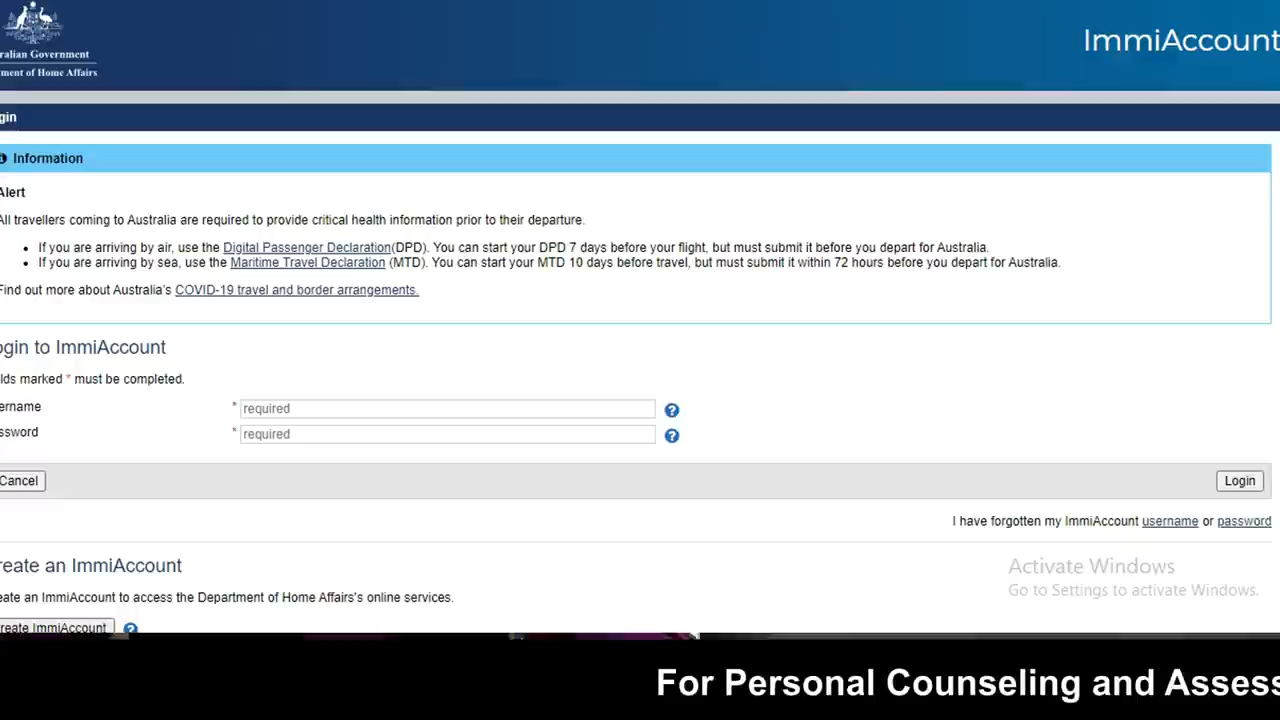 ralian Government
ment of Home Affairs
ImmiAccount
gin
Information
Alert
All travellers coming to Australia are required to provide critical health information prior to their departure.
If you are arriving by air, use the Digital Passenger Declaration(DPD). You can start your DPD 7 days before your flight, but must submit it before you depart for Australia.
If you are arriving by sea, use the Maritime Travel Declaration (MTD). You can start your MTD 10 days before travel, but must submit it within 72 hours before you depart for Australia.
Find out more about Australia's COVID-19 travel and border arrangements.
ogin to ImmiAccount
lds marked * must be completed.
ername * required
ssword * required
Cancel Login
I have forgotten my ImmiAccount username or password
reate an ImmiAccount
Activate Windows
Go to Settings to activate Windows.
eate an ImmiAccount to access the Department of Home Affairs's online services.
reate ImmiAccount
For Personal Counseling and Assess